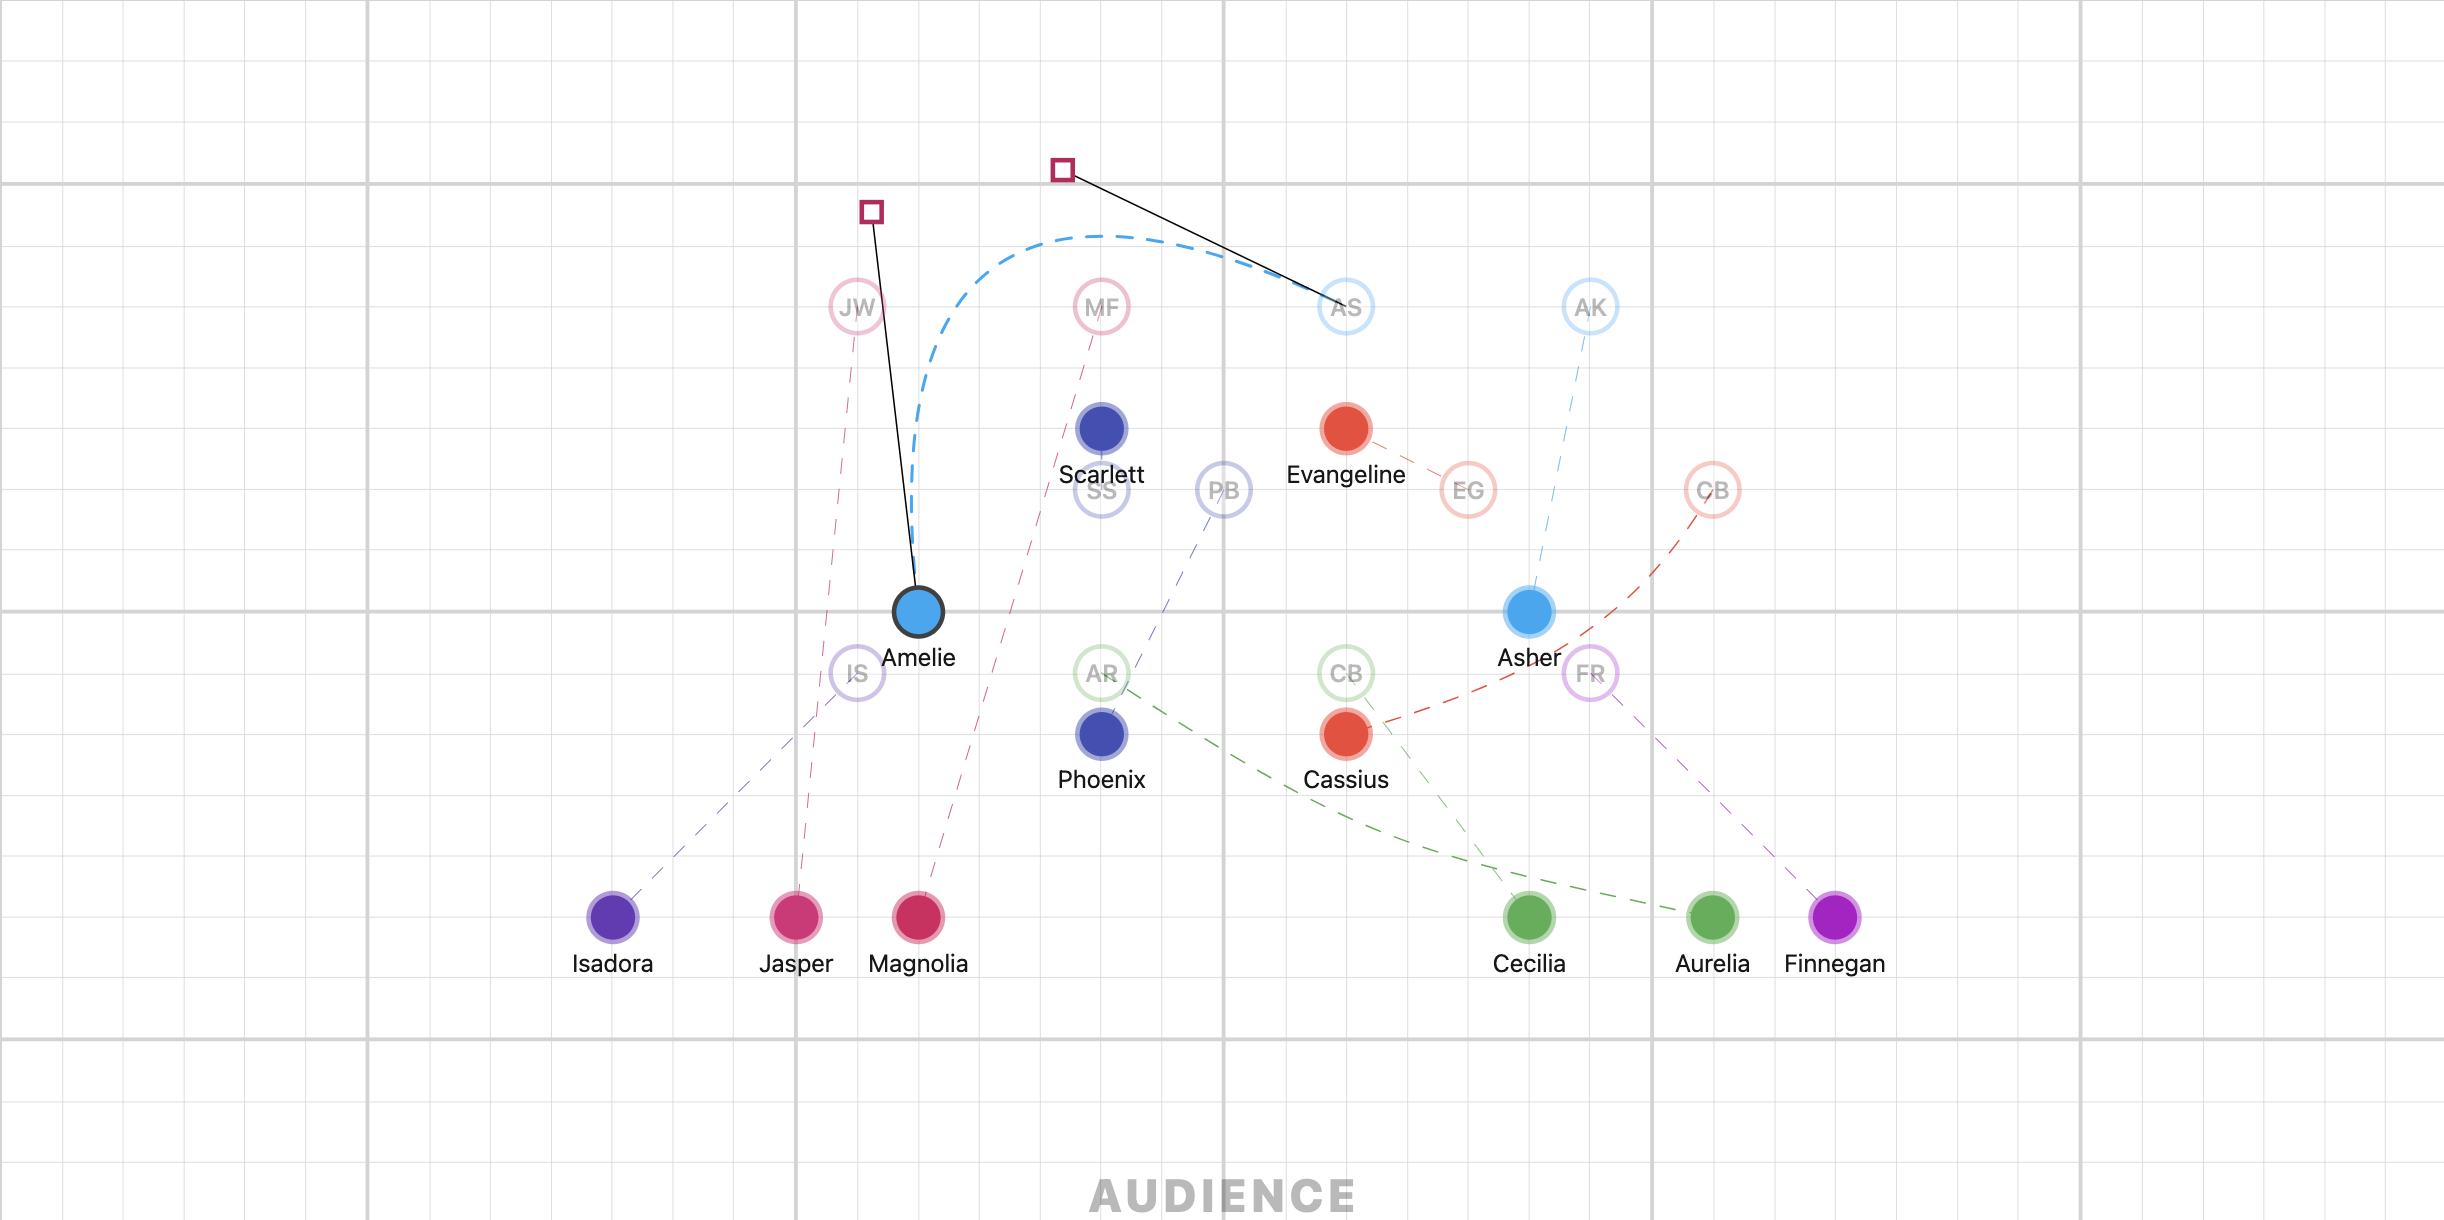 JW
MF
AS
AK
Scarlett
Evangeline
SS
PB
EG
CB
Amelie
Asher
IS
AR
CB
FR
Phoenix
Cassius
Isadora
Jasper
Magnolia
Cecilia
Aurelia
Finnegan
AUDIENCE